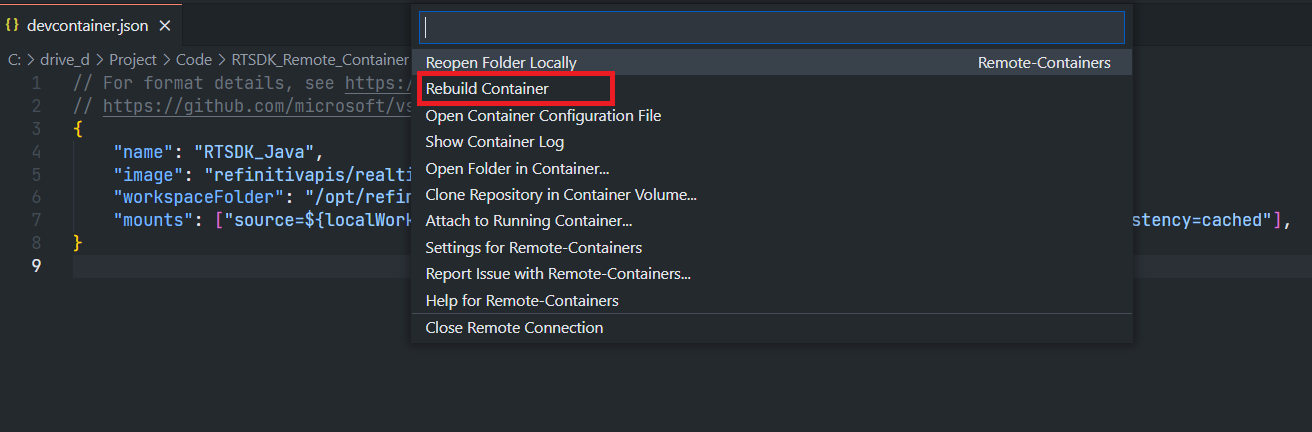 {} devcontainer.json ×
C: > drive_d > Project > Code > RTSDK_Remote_Container
1 // For format details, see https:/
2 // https://github.com/microsoft/vs
3 {
4 "name": "RTSDK_Java",
5 "image": "refinitivapis/realti
6 "workspaceFolder": "/opt/refin
7 "mounts": ["source=${localWork stency=cached"],
8 }
9
Reopen Folder Locally Remote-Containers
Rebuild Container
Open Container Configuration File
Show Container Log
Open Folder in Container...
Clone Repository in Container Volume...
Attach to Running Container...
Settings for Remote-Containers
Report Issue with Remote-Containers...
Help for Remote-Containers
Close Remote Connection